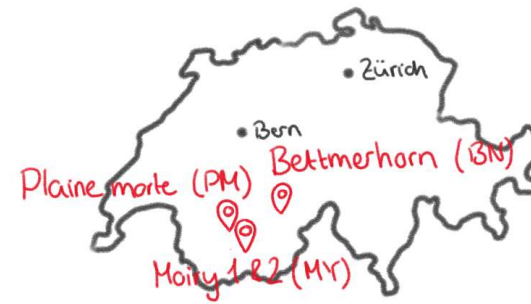 Zürich
Bern
Bettmerhorn (BN)
Plaine morte (PM)
Moiry 1 & 2 (MY)